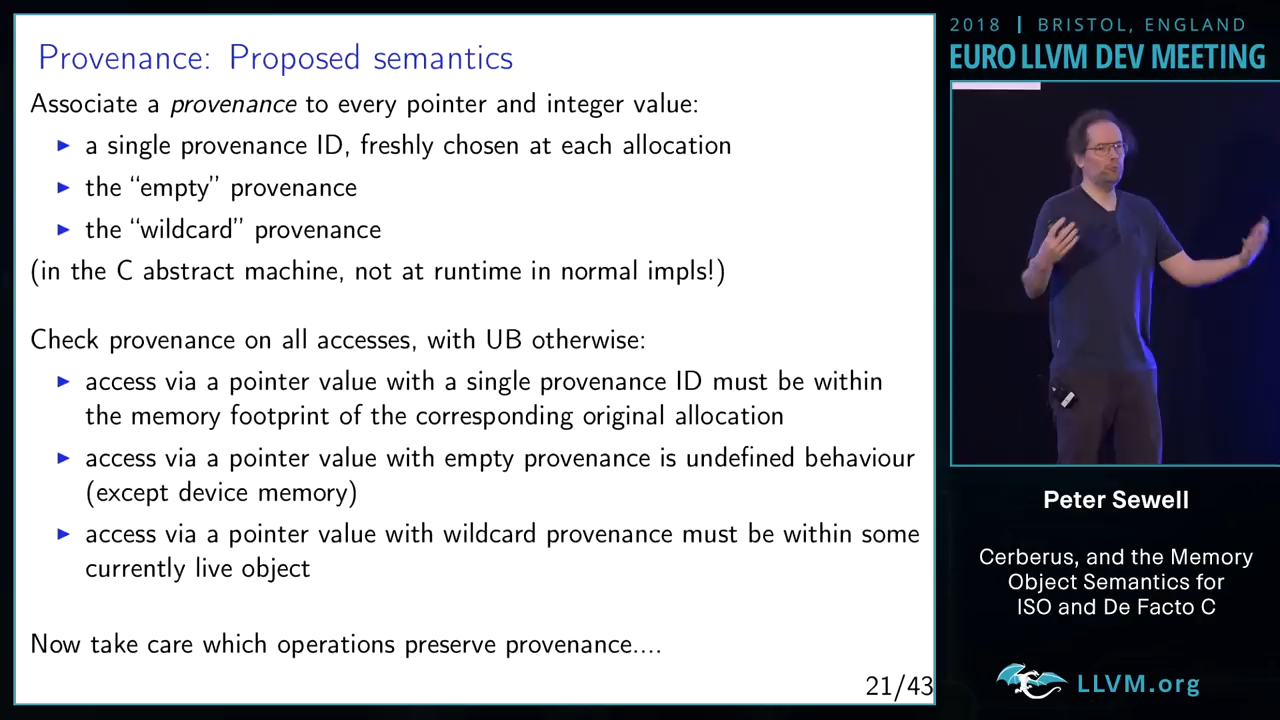 Provenance: Proposed semantics
Associate a provenance to every pointer and integer value:
▶ a single provenance ID, freshly chosen at each allocation
▶ the “empty” provenance
▶ the “wildcard” provenance
(in the C abstract machine, not at runtime in normal impls!)
Check provenance on all accesses, with UB otherwise:
▶ access via a pointer value with a single provenance ID must be within
the memory footprint of the corresponding original allocation
▶ access via a pointer value with empty provenance is undefined behaviour
(except device memory)
▶ access via a pointer value with wildcard provenance must be within some
currently live object
Now take care which operations preserve provenance....
21/43
2018 | BRISTOL, ENGLAND
EURO LLVM DEV MEETING
Peter Sewell
Cerberus, and the Memory
Object Semantics for
ISO and De Facto C
LLVM.org